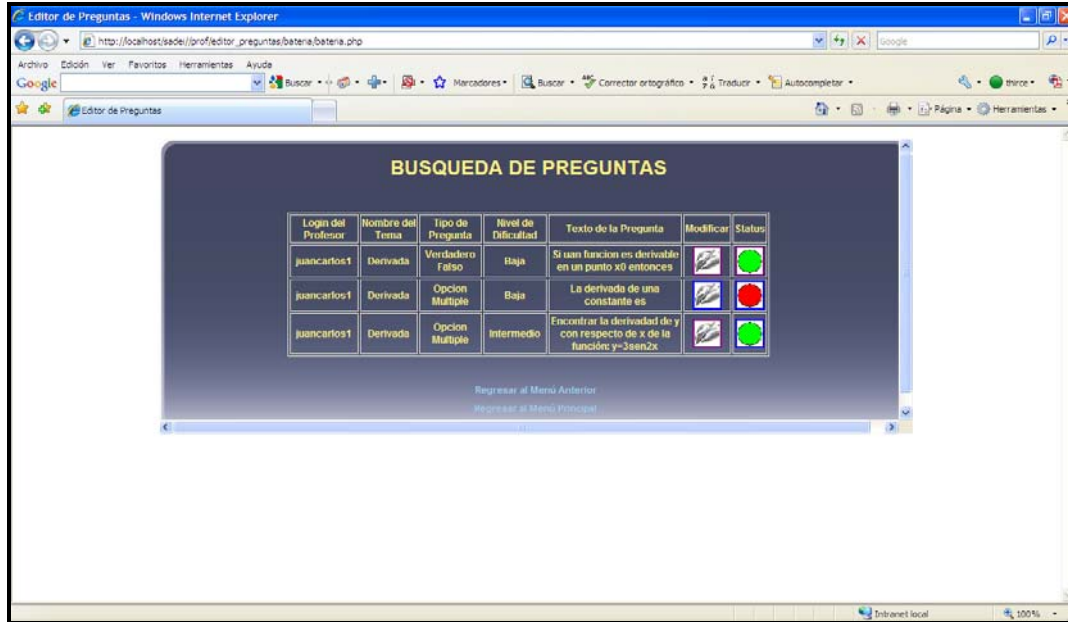 Editor de Preguntas - Windows Internet Explorer
http://localhost/sadei//prof/editor_preguntas/bateria/bateria.php
Google
Archivo Edición Ver Favoritos Herramientas Ayuda
Google Buscar Marcadores Buscar Corrector ortográfico Traducir Autocompletar thirce
Editor de Preguntas Página Herramientas
BUSQUEDA DE PREGUNTAS
Login del Profesor
Nombre del Tema
Tipo de Pregunta
Nivel de Dificultad
Texto de la Pregunta
Modificar
Status
juancarlos1
Derivada
Verdadero Falso
Baja
Si uan funcion es derivable
en un punto x0 entonces
juancarlos1
Derivada
Opcion Multiple
Baja
La derivada de una
constante es
juancarlos1
Derivada
Opcion Multiple
Intermedio
Encontrar la derivadad de y
con respecto de x de la
función: y=3sen2x
Regresar al Menú Anterior
Regresar al Menú Principal
Intranet local 100%